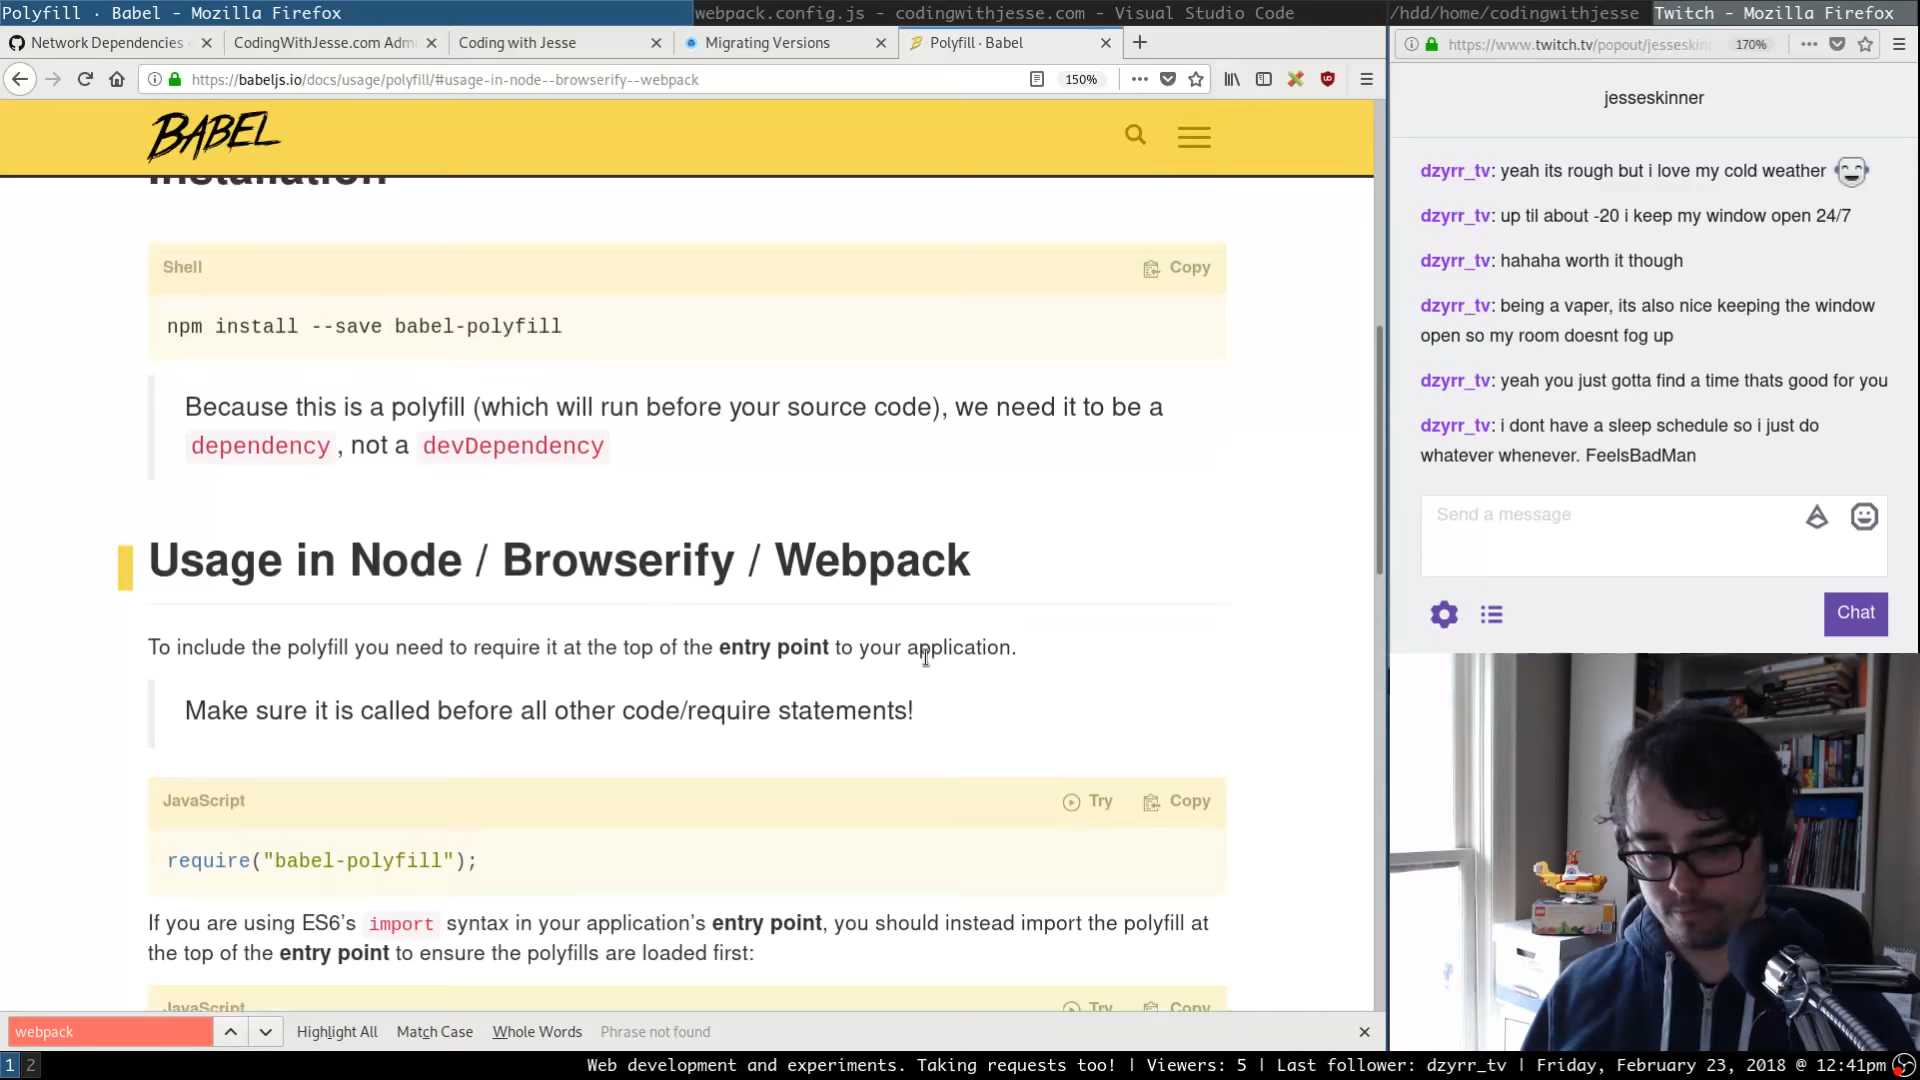 Polyfill · Babel - Mozilla Firefox
webpack.config.js - codingwithjesse.com - Visual Studio Code
/hdd/home/codingwithjesse
Twitch - Mozilla Firefox
Network Dependencies
CodingWithJesse.com Adm
Coding with Jesse
Migrating Versions
Polyfill · Babel
https://babeljs.io/docs/usage/polyfill/#usage-in-node--browserify--webpack
150%
https://www.twitch.tv/popout/jesseskin
170%
BABEL
Installation
Shell
Copy
npm install --save babel-polyfill
Because this is a polyfill (which will run before your source code), we need it to be a
dependency , not a devDependency
Usage in Node / Browserify / Webpack
To include the polyfill you need to require it at the top of the entry point to your application.
Make sure it is called before all other code/require statements!
JavaScript
Try
Copy
require("babel-polyfill");
If you are using ES6's import syntax in your application's entry point, you should instead import the polyfill at
the top of the entry point to ensure the polyfills are loaded first:
JavaScript
Try
Copy
webpack
Highlight All
Match Case
Whole Words
Phrase not found
jesseskinner
dzyrr_tv: yeah its rough but i love my cold weather
dzyrr_tv: up til about -20 i keep my window open 24/7
dzyrr_tv: hahaha worth it though
dzyrr_tv: being a vaper, its also nice keeping the window
open so my room doesnt fog up
dzyrr_tv: yeah you just gotta find a time thats good for you
dzyrr_tv: i dont have a sleep schedule so i just do
whatever whenever. FeelsBadMan
Send a message
Chat
1 2
Web development and experiments. Taking requests too! | Viewers: 5 | Last follower: dzyrr_tv | Friday, February 23, 2018 @ 12:41pm